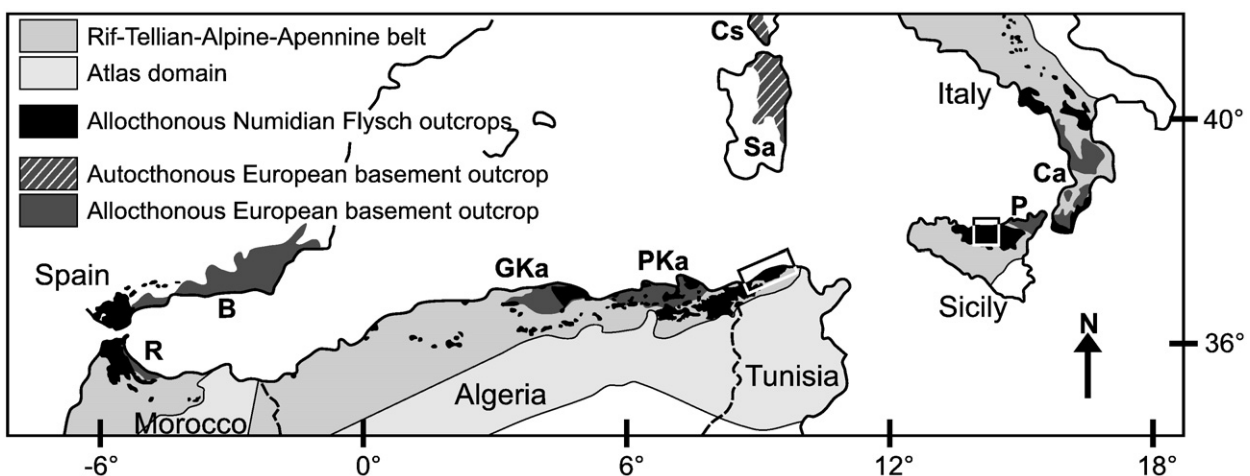 Rif-Tellian-Alpine-Apennine belt
Atlas domain
Allocthonous Numidian Flysch outcrops
Autocthonous European basement outcrop
Allocthonous European basement outcrop
Cs
Sa
Italy
40°
Ca
P
Spain
B
GKa
PKa
Sicily
N
R
36°
Morocco
Algeria
Tunisia
-6°
0°
6°
12°
18°